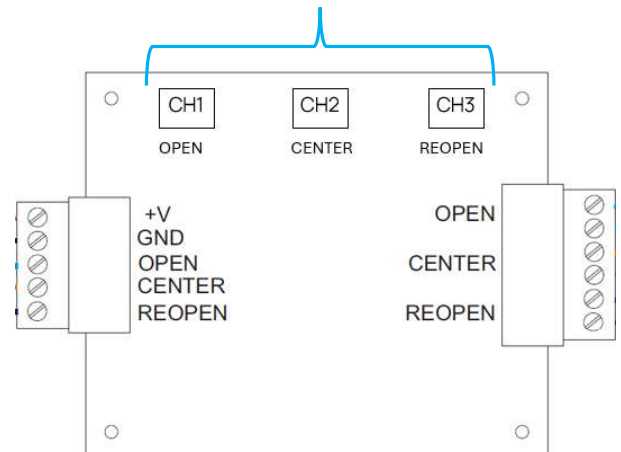 CH1 CH2 CH3
OPEN CENTER REOPEN
+V
GND
OPEN
CENTER
REOPEN
OPEN
CENTER
REOPEN